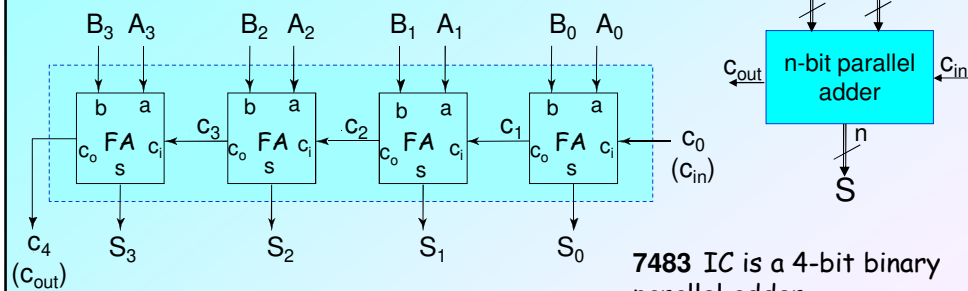 B3 A3 B2 A2 B1 A1 B0 A0
b a b a b a b a
co FA ci c3 co FA ci c2 co FA ci c1 co FA ci c0
(cin)
s s s s
c4 S3 S2 S1 S0
(cout)
cout n-bit parallel cin
adder
n
S
7483 IC is a 4-bit binary
parallel adder